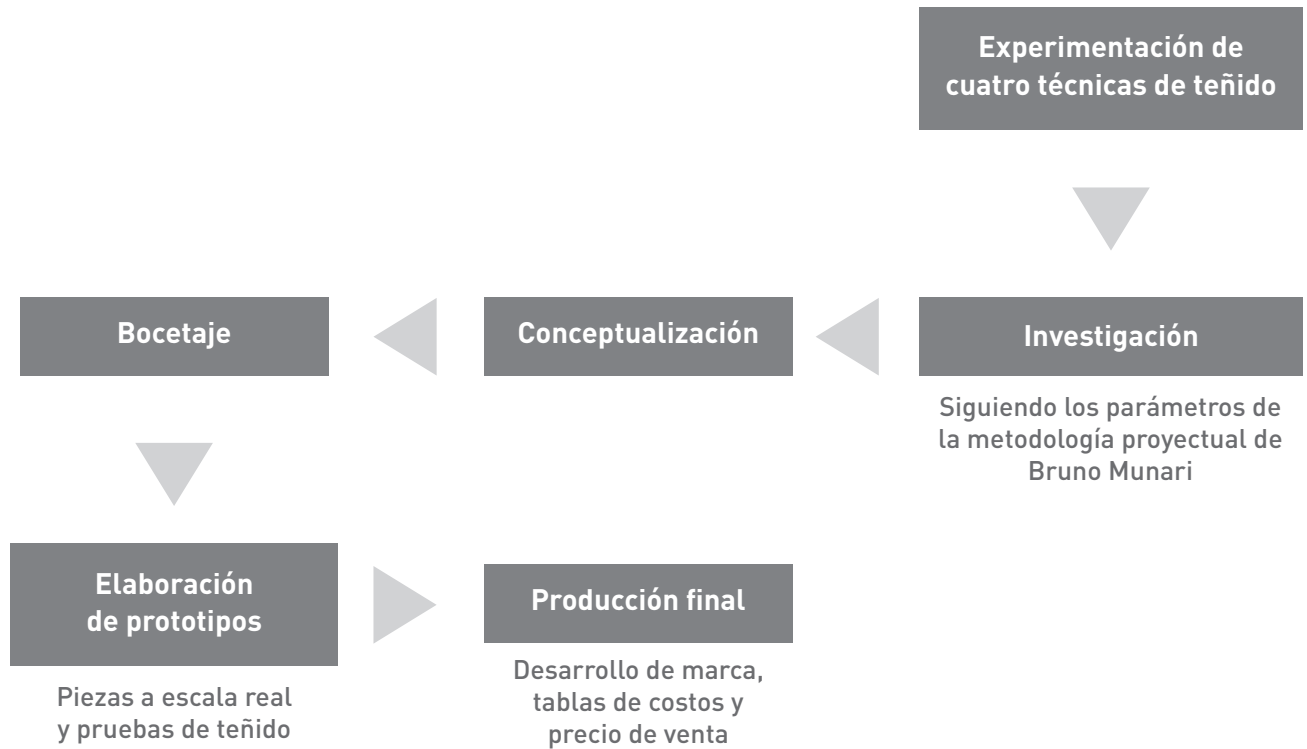 Experimentación de
cuatro técnicas de teñido
Investigación
Siguiendo los parámetros de
la metodología proyectual de
Bruno Munari
Conceptualización
Bocetaje
Elaboración
de prototipos
Piezas a escala real
y pruebas de teñido
Producción final
Desarrollo de marca,
tablas de costos y
precio de venta